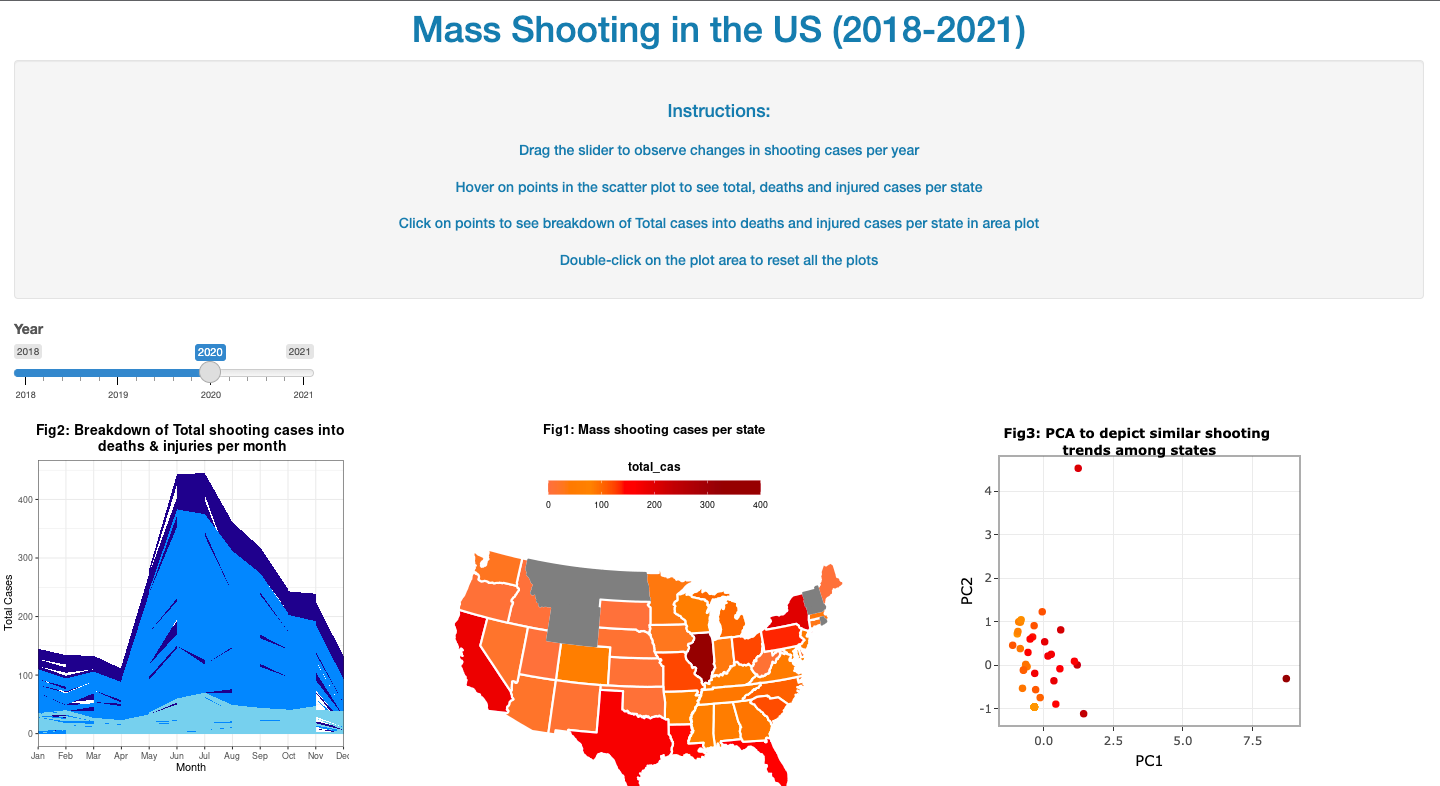 Mass Shooting in the US (2018-2021)
Instructions:
Drag the slider to observe changes in shooting cases per year
Hover on points in the scatter plot to see total, deaths and injured cases per state
Click on points to see breakdown of Total cases into deaths and injured cases per state in area plot
Double-click on the plot area to reset all the plots
Year
2018 2020 2021
2018 2019 2020 2021
Fig2: Breakdown of Total shooting cases into
deaths & injuries per month
400
300
200
100
0
Total Cases
Jan Feb Mar Apr May Jun Jul Aug Sep Oct Nov Dec
Month
Fig1: Mass shooting cases per state
total_cas
0 100 200 300 400
Fig3: PCA to depict similar shooting
trends among states
4
3
2
1
0
-1
PC2
0.0 2.5 5.0 7.5
PC1